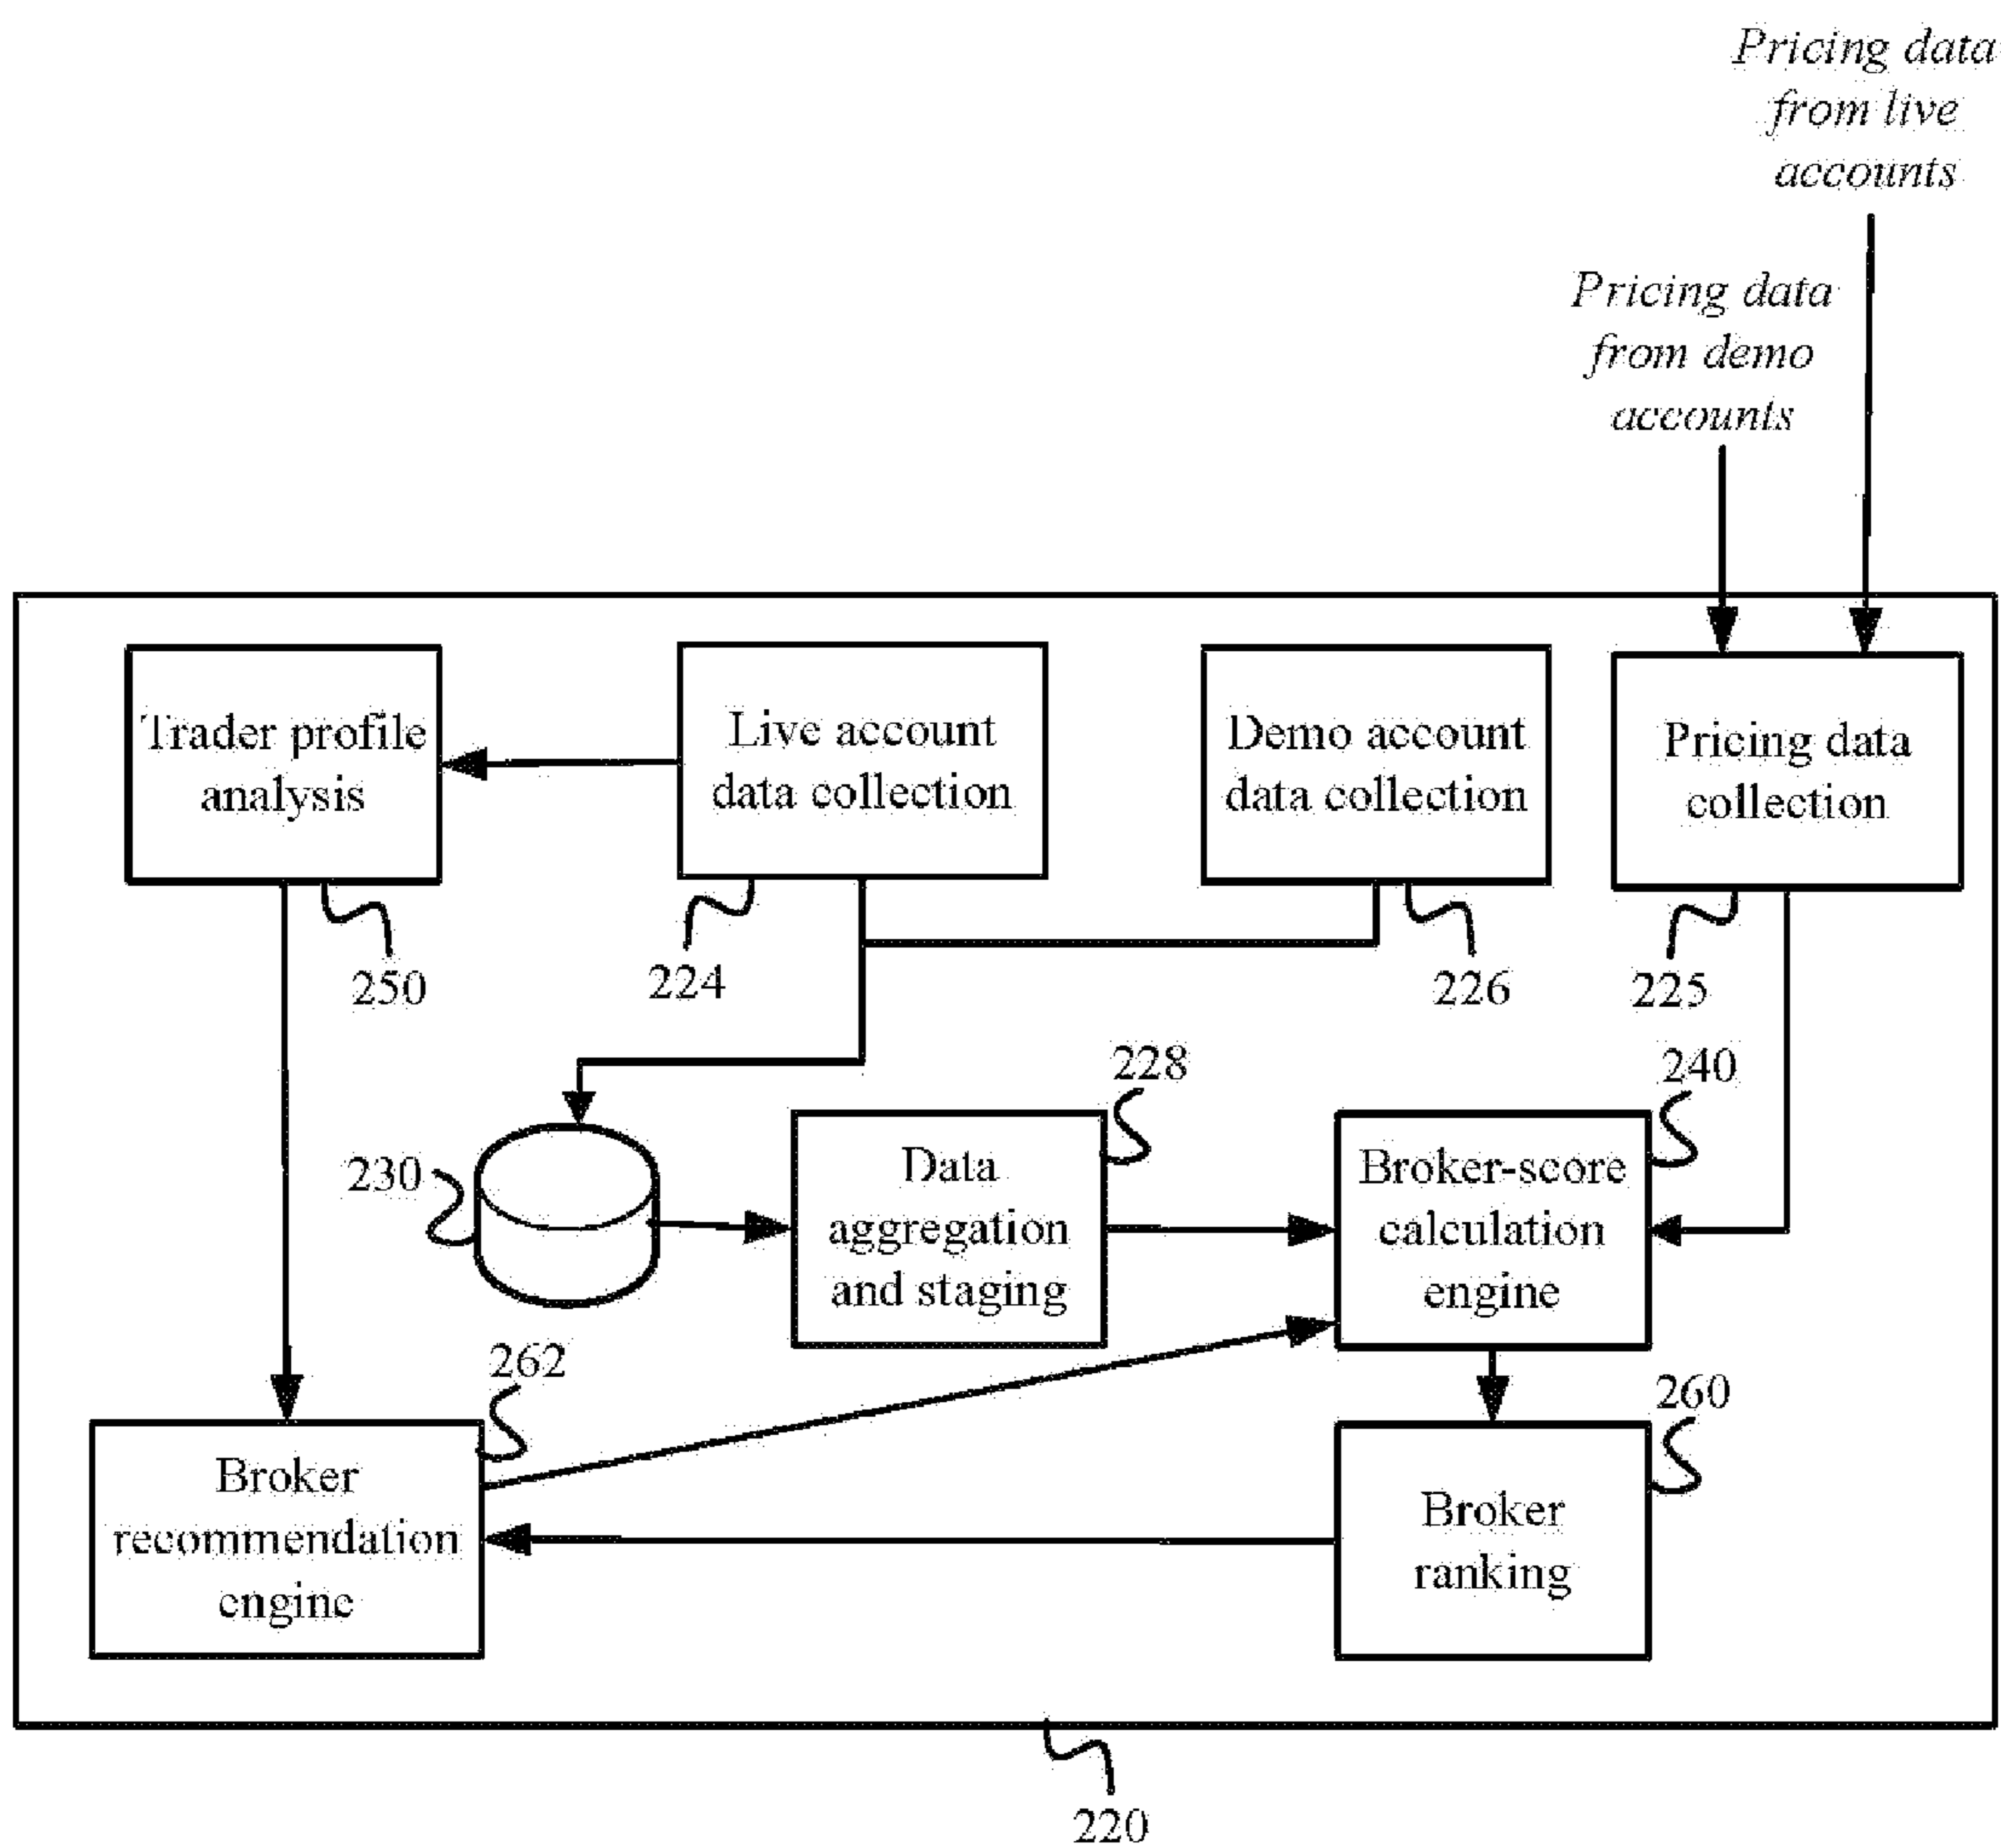 Pricing data
from live
accounts
Pricing data
from demo
accounts
Trader profile
analysis
Live account
data collection
Demo account
data collection
Pricing data
collection
250
224
226
225
228
240
230
Data
aggregation
and staging
Broker-score
calculation
engine
262
260
Broker
recommendation
engine
Broker
ranking
220